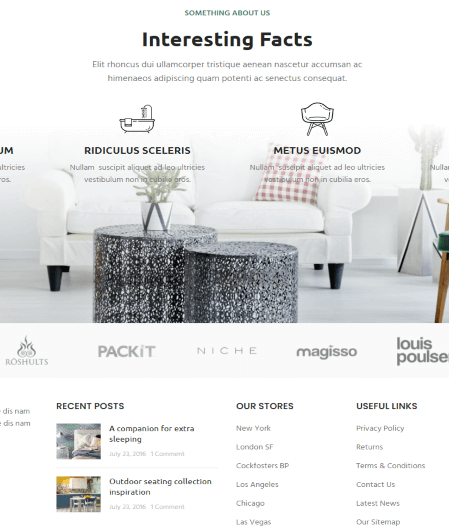 SOMETHING ABOUT US
Interesting Facts
Elit rhoncus dui ullamcorper tristique aenean nascetur accumsan ac
himenaeos adipiscing quam potenti ac senectus consequat.
UM
ultricies
ros.
RIDICULUS SCELERIS
Nullam suscipit aliquet ad leo ultricies
vestibulum non in cubilia eros.
METUS EUISMOD
Nullam suscipit aliquet ad leo ultricies
vestibulum non in cubilia eros.
Nulla
v
ROSHULTS
PACKIT
NICHE
magisso
louis
poulse
dis nam
e dis nam
RECENT POSTS
A companion for extra
sleeping
July 23, 2016 1 Comment
Outdoor seating collection
inspiration
July 23, 2016 1 Comment
OUR STORES
New York
London SF
Cockfosters BP
Los Angeles
Chicago
Las Vegas
USEFUL LINKS
Privacy Policy
Returns
Terms & Conditions
Contact Us
Latest News
Our Sitemap